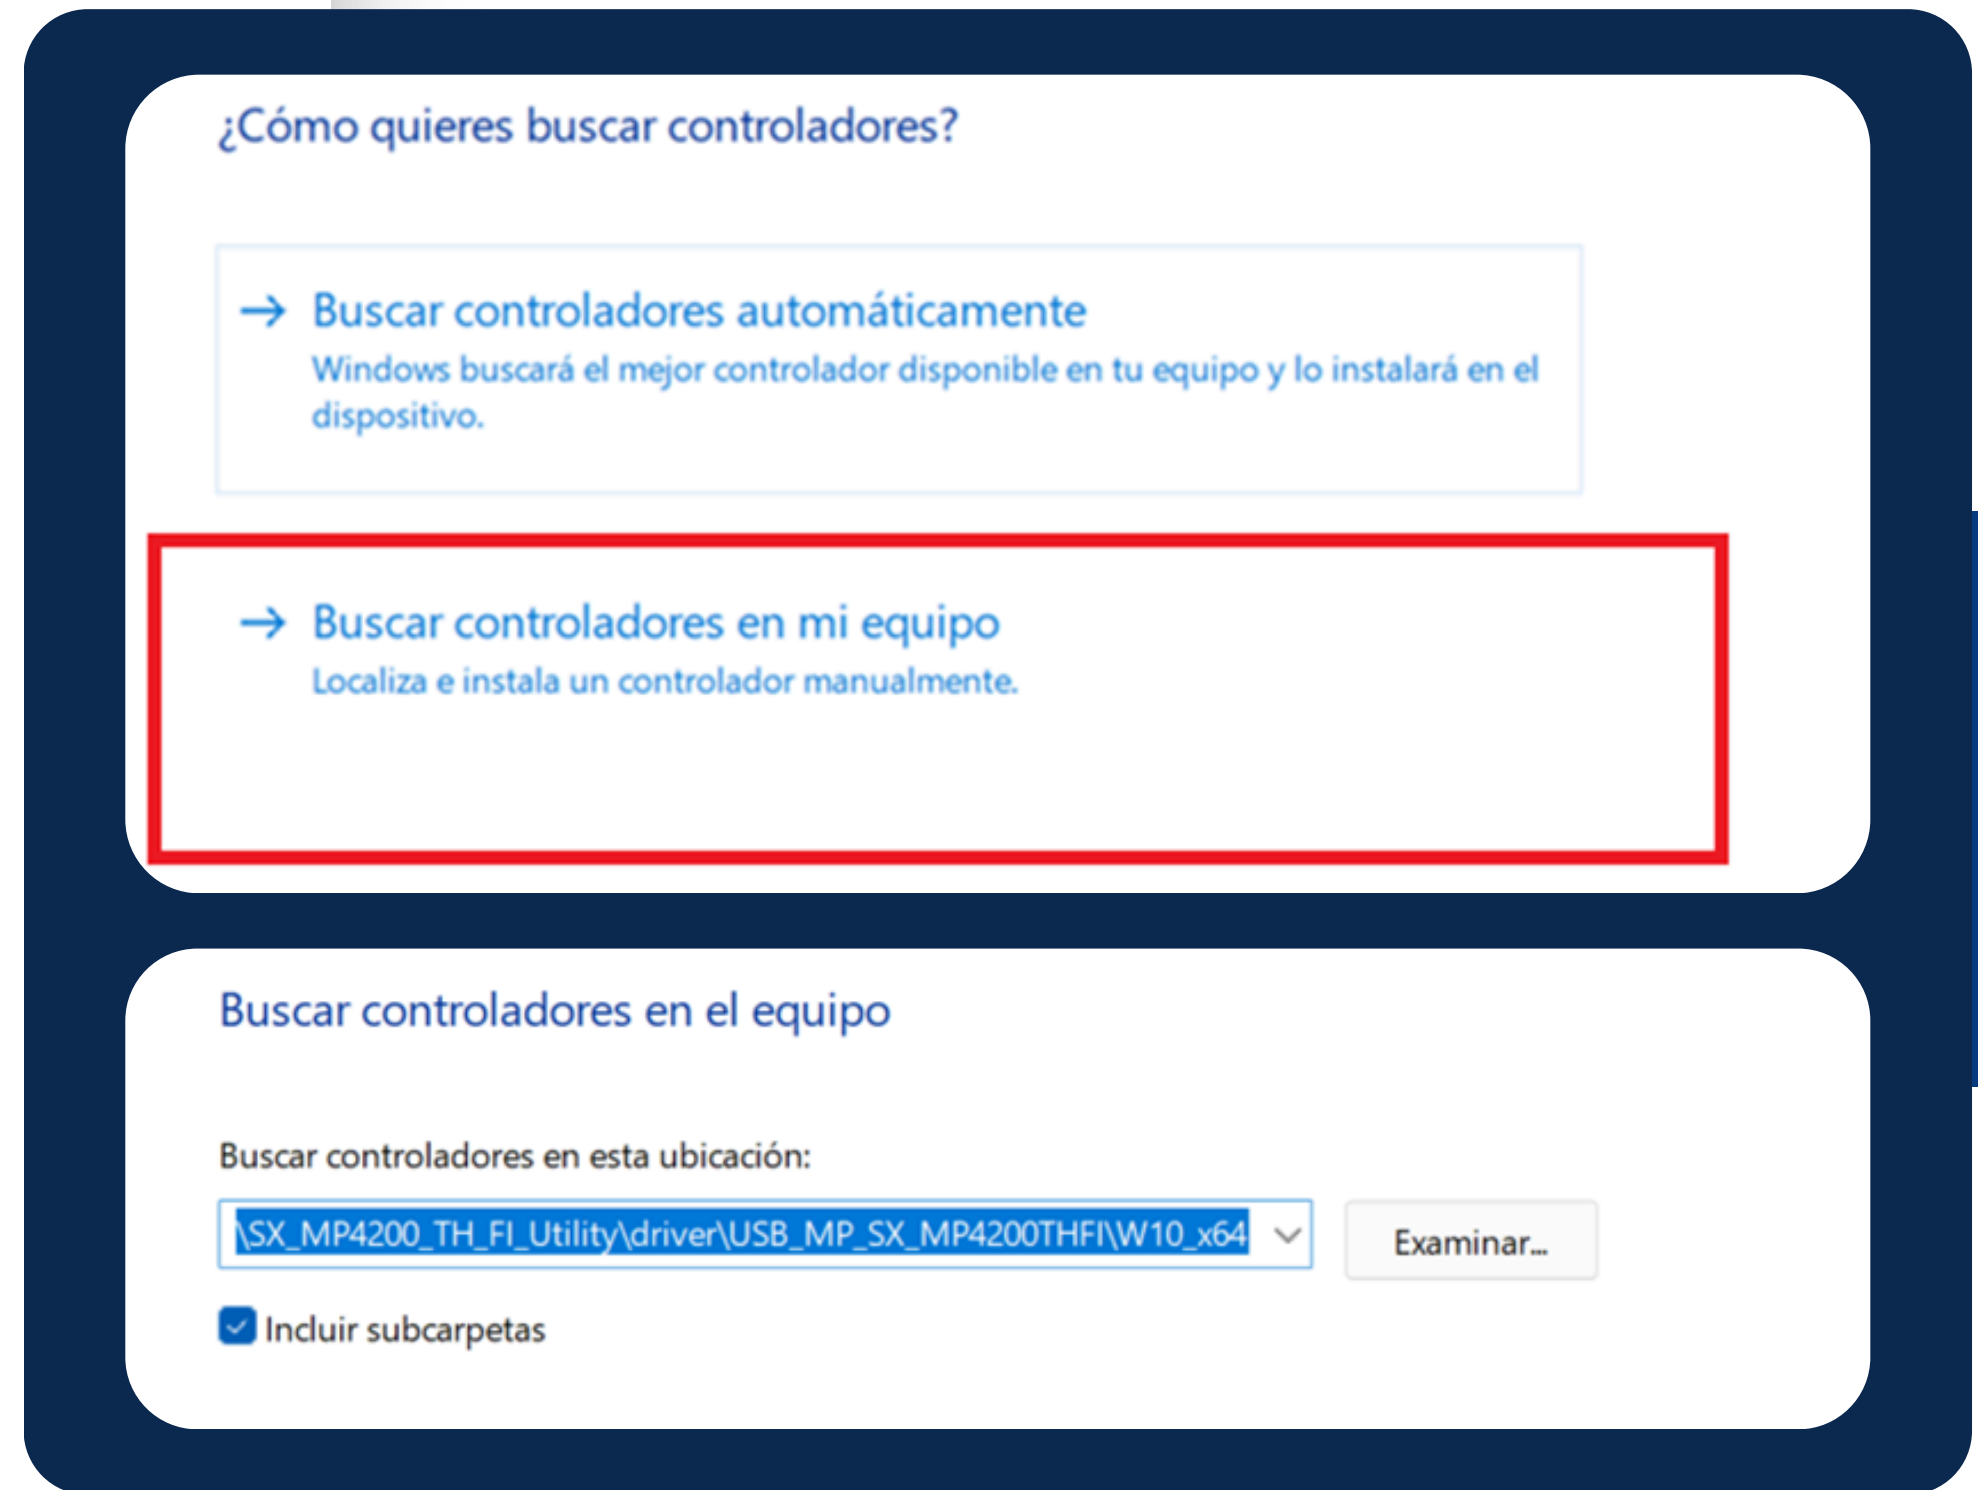 ¿Cómo quieres buscar controladores?
→ Buscar controladores automáticamente
Windows buscará el mejor controlador disponible en tu equipo y lo instalará en el
dispositivo.
→ Buscar controladores en mi equipo
Localiza e instala un controlador manualmente.
Buscar controladores en el equipo
Buscar controladores en esta ubicación:
\SX_MP4200_TH_FI_Utility\driver\USB_MP_SX_MP4200THFI\W10_x64
Examinar...
Incluir subcarpetas